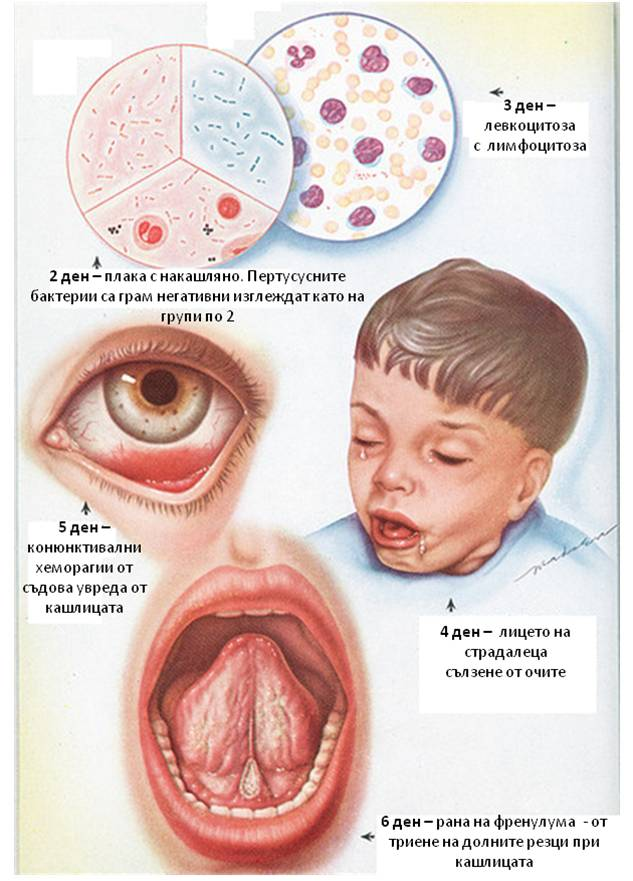 3 ден –
левкоцитоза
с лимфоцитоза
2 ден – плака с накашляно. Пертусусните
бактерии са грам негативни изглеждат като на
групи по 2
5 ден –
конюнктивални
хеморагии от
съдова увреда от
кашлицата
4 ден – лицето на
страдалеца
сълзене от очите
6 ден – рана на френулума - от
триене на долните резци при
кашлицата